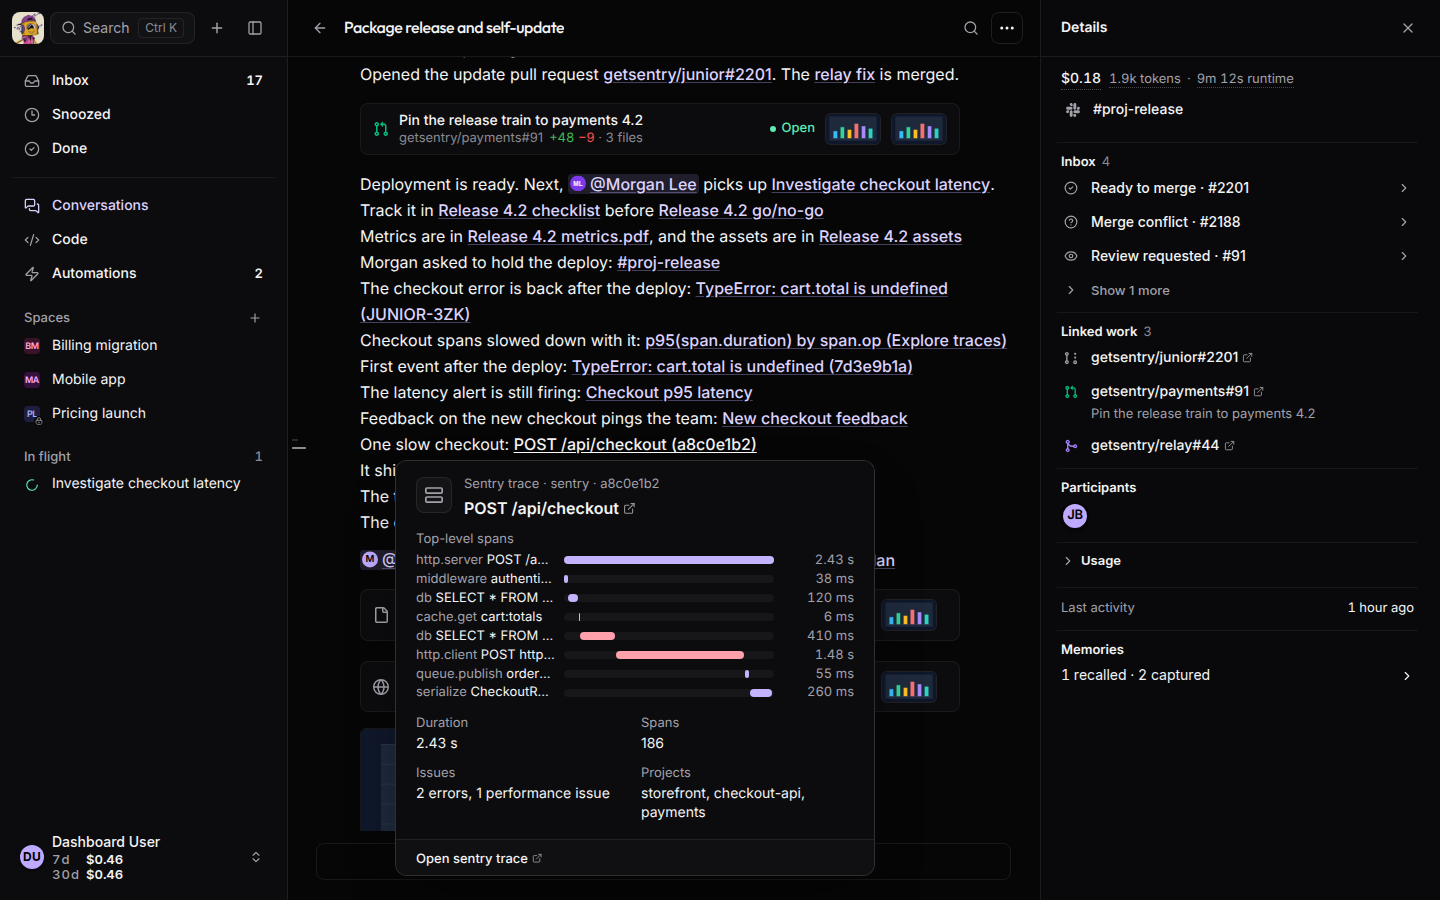 Search Ctrl K
Inbox 17
Snoozed
Done
Conversations
Code
Automations 2
Spaces
BM Billing migration
MA Mobile app
PL Pricing launch
In flight 1
Investigate checkout latency
DU Dashboard User
7d $0.46
30d $0.46
Package release and self-update
Opened the update pull request getsentry/junior#2201. The relay fix is merged.
Pin the release train to payments 4.2
getsentry/payments#91 +48 −9 · 3 files
Open
Deployment is ready. Next, ML @Morgan Lee picks up Investigate checkout latency.
Track it in Release 4.2 checklist before Release 4.2 go/no-go
Metrics are in Release 4.2 metrics.pdf, and the assets are in Release 4.2 assets
Morgan asked to hold the deploy: #proj-release
The checkout error is back after the deploy: TypeError: cart.total is undefined
(JUNIOR-3ZK)
Checkout spans slowed down with it: p95(span.duration) by span.op (Explore traces)
First event after the deploy: TypeError: cart.total is undefined (7d3e9b1a)
The latency alert is still firing: Checkout p95 latency
Feedback on the new checkout pings the team: New checkout feedback
One slow checkout: POST /api/checkout (a8c0e1b2)
It shi
The
The
M @
lan
Sentry trace · sentry · a8c0e1b2
POST /api/checkout
Top-level spans
http.server POST /a... 2.43 s
middleware authenti... 38 ms
db SELECT * FROM ... 120 ms
cache.get cart:totals 6 ms
db SELECT * FROM ... 410 ms
http.client POST http... 1.48 s
queue.publish order... 55 ms
serialize CheckoutR... 260 ms
Duration Spans
2.43 s 186
Issues Projects
2 errors, 1 performance issue storefront, checkout-api,
payments
Open sentry trace
Details
$0.18 1.9k tokens · 9m 12s runtime
#proj-release
Inbox 4
Ready to merge · #2201
Merge conflict · #2188
Review requested · #91
Show 1 more
Linked work 3
getsentry/junior#2201
getsentry/payments#91
Pin the release train to payments 4.2
getsentry/relay#44
Participants
JB
Usage
Last activity 1 hour ago
Memories
1 recalled · 2 captured